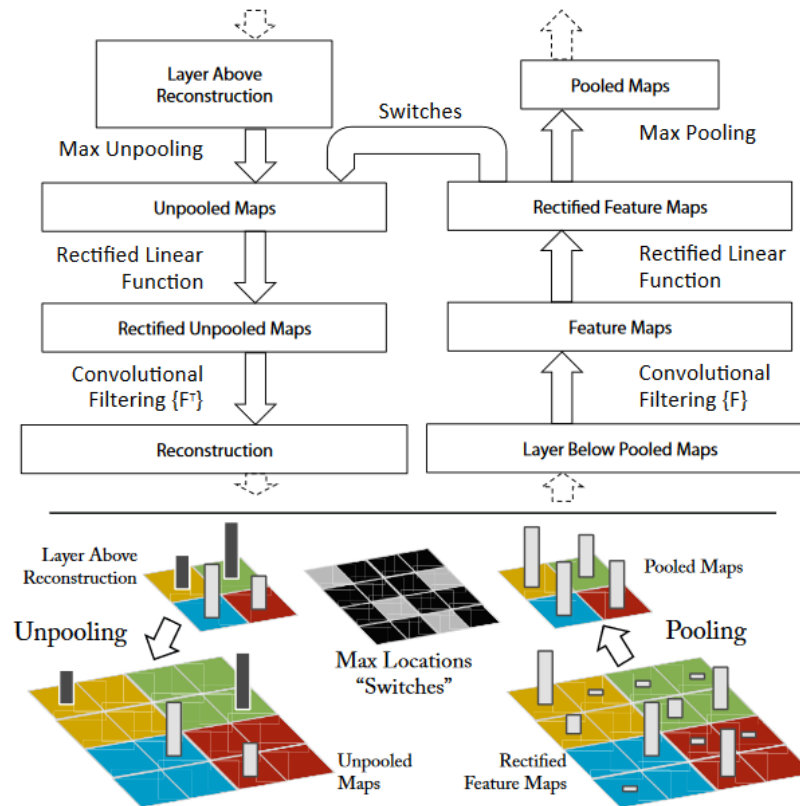 Layer Above
Reconstruction
Pooled Maps
Switches
Max Unpooling
Max Pooling
Unpooled Maps
Rectified Feature Maps
Rectified Linear
Function
Rectified Linear
Function
Rectified Unpooled Maps
Feature Maps
Convolutional
Filtering {Fᵀ}
Convolutional
Filtering {F}
Reconstruction
Layer Below Pooled Maps
Layer Above
Reconstruction
Pooled Maps
Unpooling
Pooling
Max Locations
“Switches”
Unpooled
Maps
Rectified
Feature Maps